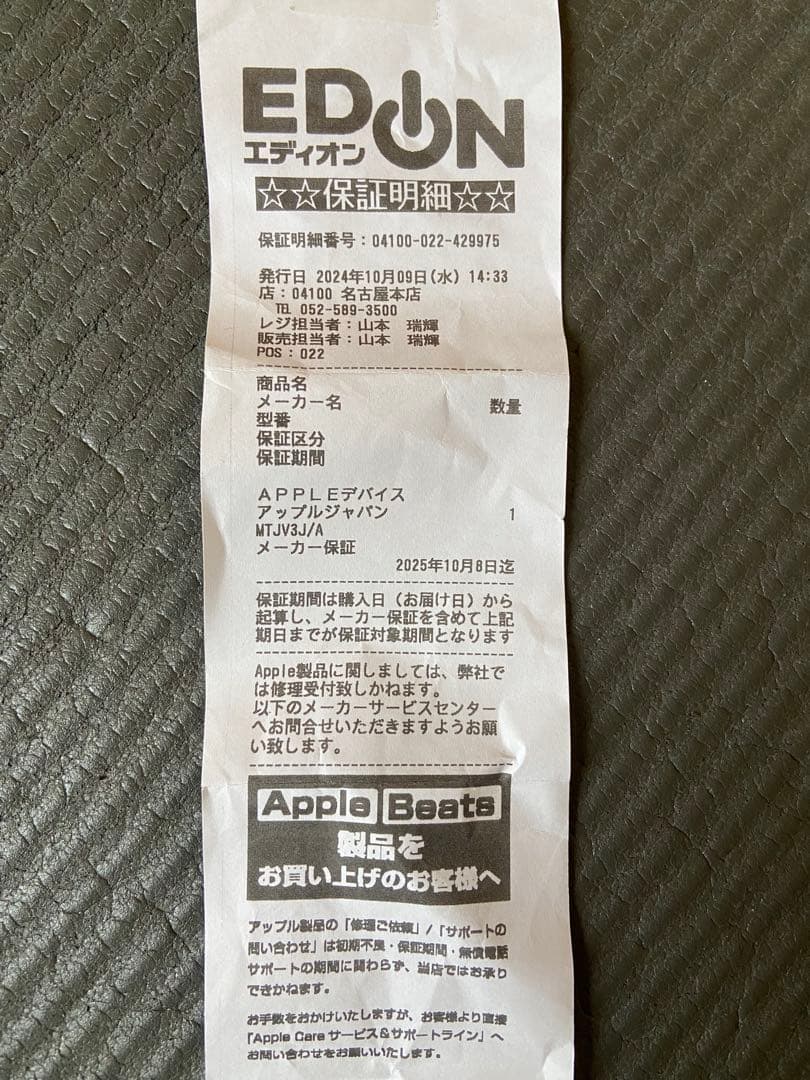 EDION
エディオン
☆☆保証明細☆☆
保証明細番号：04100-022-429975
発行日 2024年10月09日(水) 14:33
店：04100 名古屋本店
TEL 052-589-3500
レジ担当者：山本 瑞輝
販売担当者：山本 瑞輝
POS：022
商品名
メーカー名 数量
型番
保証区分
保証期間
ＡＰＰＬＥデバイス
アップルジャパン 1
MTJV3J/A
メーカー保証
2025年10月8日迄
保証期間は購入日（お届け日）から
起算し、メーカー保証を含めて上記
期日までが保証対象期間となります
Apple製品に関しましては、弊社で
は修理受付致しかねます。
以下のメーカーサービスセンター
へお問合せいただきますようお願
い致します。
Apple Beats
製品を
お買い上げのお客様へ
アップル製品の「修理ご依頼」/「サポートの
問い合わせ」は初期不良・保証期間・無償電話
サポートの期間に関わらず、当店ではお承り
できかねます。
お手数をおかけいたしますが、お客様より直接
「Apple Care サービス&サポートライン」へ
お問い合わせをお願いいたします。